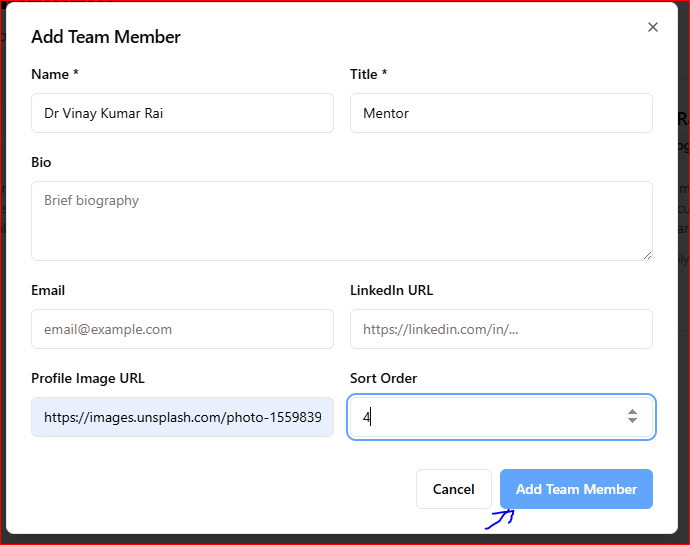 Add Team Member
Name *
Title *
Dr Vinay Kumar Rai
Mentor
Bio
Brief biography
Email
LinkedIn URL
email@example.com
https://linkedin.com/in/...
Profile Image URL
Sort Order
https://images.unsplash.com/photo-1559839
4
Cancel
Add Team Member